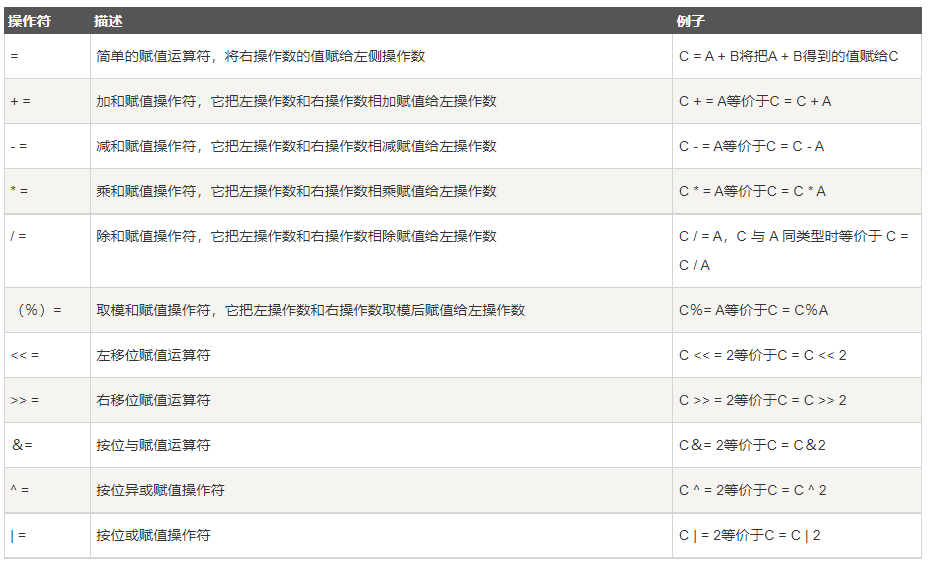 操作符 描述 例子
= 简单的赋值运算符，将右操作数的值赋给左侧操作数 C = A + B将把A + B得到的值赋给C
+ = 加和赋值操作符，它把左操作数和右操作数相加赋值给左操作数 C + = A等价于C = C + A
- = 减和赋值操作符，它把左操作数和右操作数相减赋值给左操作数 C - = A等价于C = C - A
* = 乘和赋值操作符，它把左操作数和右操作数相乘赋值给左操作数 C * = A等价于C = C * A
/ = 除和赋值操作符，它把左操作数和右操作数相除赋值给左操作数 C / = A，C 与 A 同类型时等价于 C =
C / A
（％）= 取模和赋值操作符，它把左操作数和右操作数取模后赋值给左操作数 C％= A等价于C = C％A
<< = 左移位赋值运算符 C << = 2等价于C = C << 2
>> = 右移位赋值运算符 C >> = 2等价于C = C >> 2
＆= 按位与赋值运算符 C＆= 2等价于C = C＆2
^ = 按位异或赋值操作符 C ^ = 2等价于C = C ^ 2
| = 按位或赋值操作符 C | = 2等价于C = C | 2